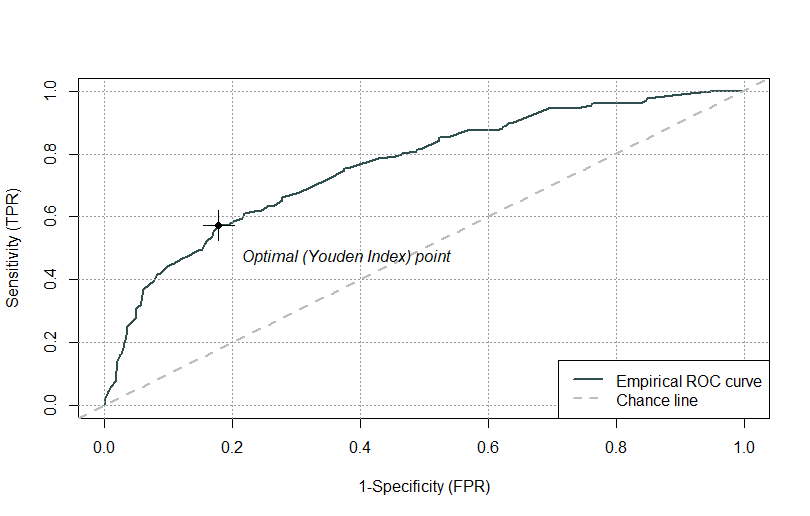 Sensitivity (TPR)
1.0
0.8
0.6
0.4
0.2
0.0
Optimal (Youden Index) point
Empirical ROC curve
Chance line
0.0 0.2 0.4 0.6 0.8 1.0
1-Specificity (FPR)